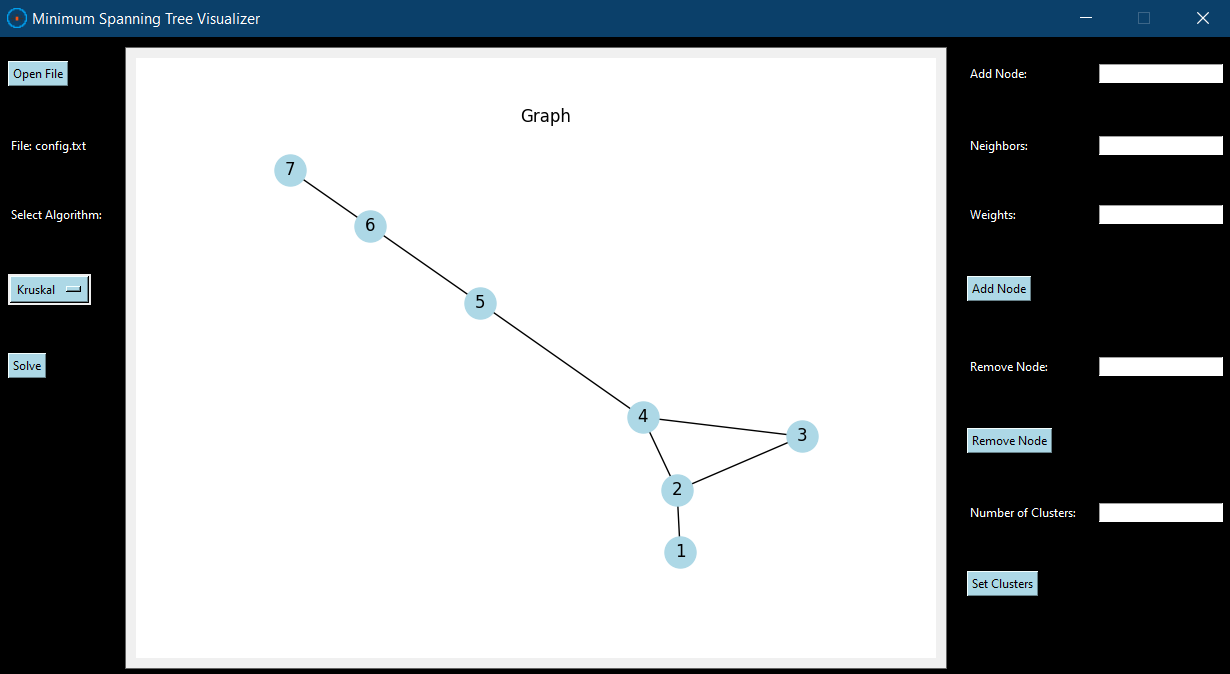 Minimum Spanning Tree Visualizer
Open File
File: config.txt
Select Algorithm:
Kruskal
Solve
Graph
7
6
5
4
3
2
1
Add Node:
Neighbors:
Weights:
Add Node
Remove Node:
Remove Node
Number of Clusters:
Set Clusters